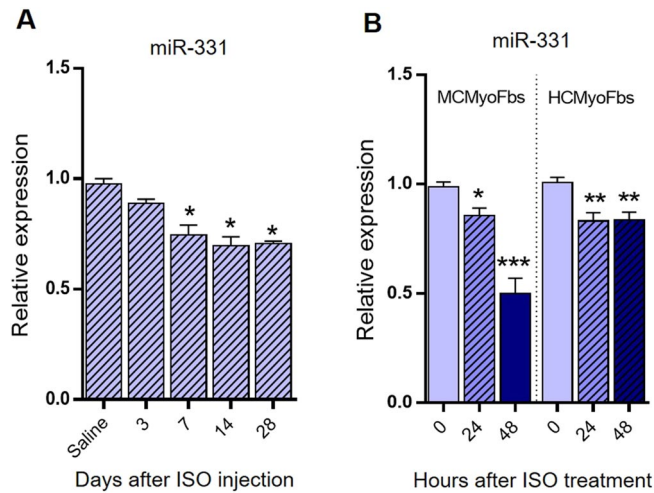 A
miR-331
Relative expression
1.5
1.0
0.5
0.0
*
*
*
Saline
3
7
14
28
Days after ISO injection
B
miR-331
Relative expression
1.5
1.0
0.5
0.0
MCMyoFbs
HCMyoFbs
*
***
**
**
0
24
48
0
24
48
Hours after ISO treatment